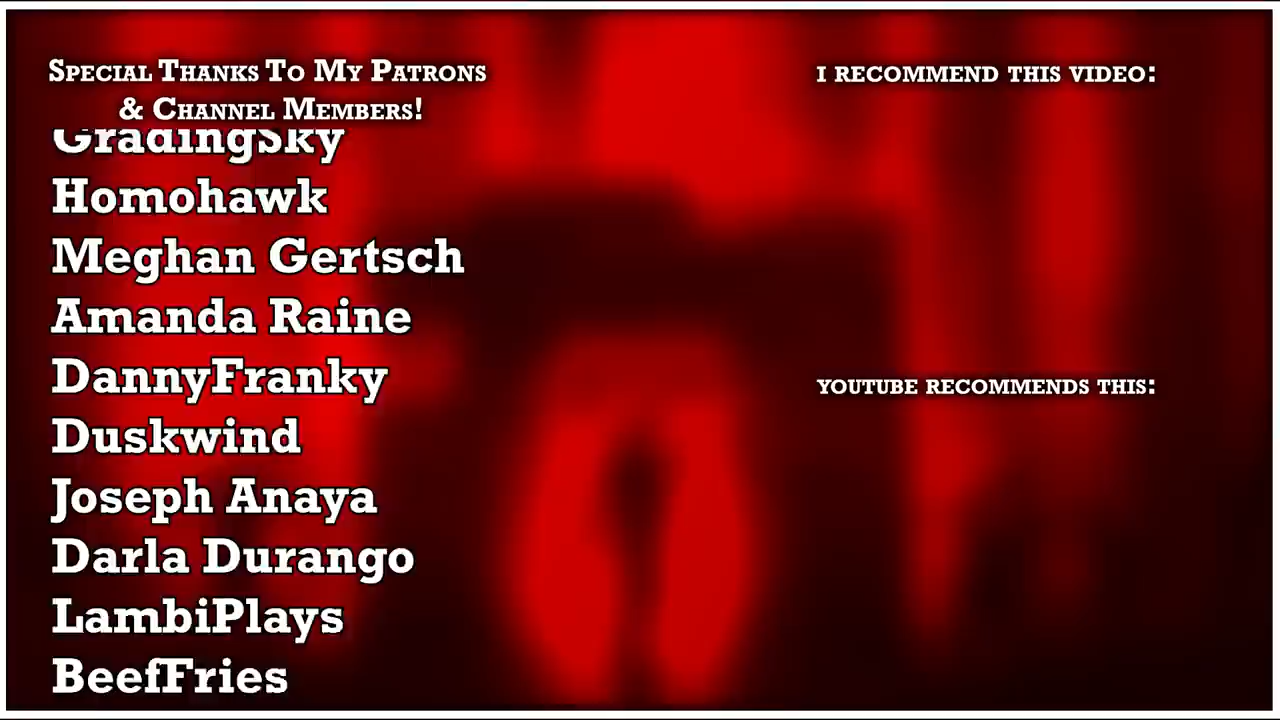 Special Thanks To My Patrons
& Channel Members!
GradingSky
Homohawk
Meghan Gertsch
Amanda Raine
DannyFranky
Duskwind
Joseph Anaya
Darla Durango
LambiPlays
BeefFries
I RECOMMEND THIS VIDEO:
YOUTUBE RECOMMENDS THIS: